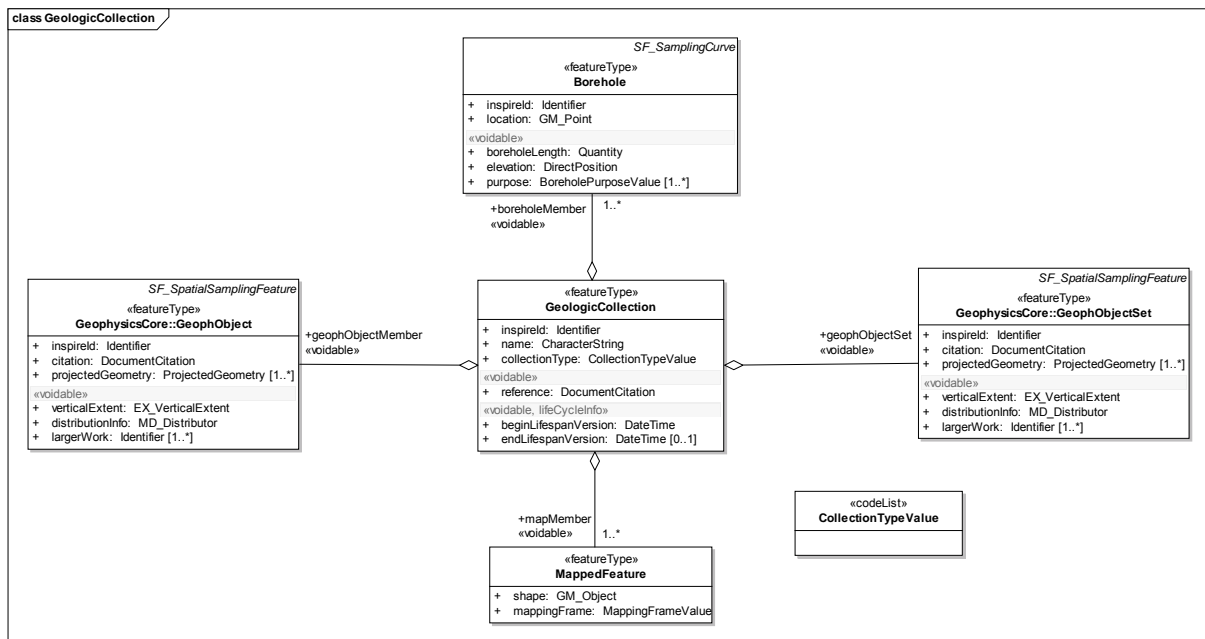 class GeologicCollection
SF_SamplingCurve
«featureType»
Borehole
+ inspireId: Identifier
+ location: GM_Point
«voidable»
+ boreholeLength: Quantity
+ elevation: DirectPosition
+ purpose: BoreholePurposeValue [1..*]
+boreholeMember 1..*
«voidable»
SF_SpatialSamplingFeature
«featureType»
GeophysicsCore::GeophObject
+ inspireId: Identifier
+ citation: DocumentCitation
+ projectedGeometry: ProjectedGeometry [1..*]
«voidable»
+ verticalExtent: EX_VerticalExtent
+ distributionInfo: MD_Distributor
+ largerWork: Identifier [1..*]
+geophObjectMember
«voidable»
«featureType»
GeologicCollection
+ inspireId: Identifier
+ name: CharacterString
+ collectionType: CollectionTypeValue
«voidable»
+ reference: DocumentCitation
«voidable, lifeCycleInfo»
+ beginLifespanVersion: DateTime
+ endLifespanVersion: DateTime [0..1]
+geophObjectSet
«voidable»
SF_SpatialSamplingFeature
«featureType»
GeophysicsCore::GeophObjectSet
+ inspireId: Identifier
+ citation: DocumentCitation
+ projectedGeometry: ProjectedGeometry [1..*]
«voidable»
+ verticalExtent: EX_VerticalExtent
+ distributionInfo: MD_Distributor
+ largerWork: Identifier [1..*]
+mapMember
«voidable» 1..*
«featureType»
MappedFeature
+ shape: GM_Object
+ mappingFrame: MappingFrameValue
«codeList»
CollectionTypeValue